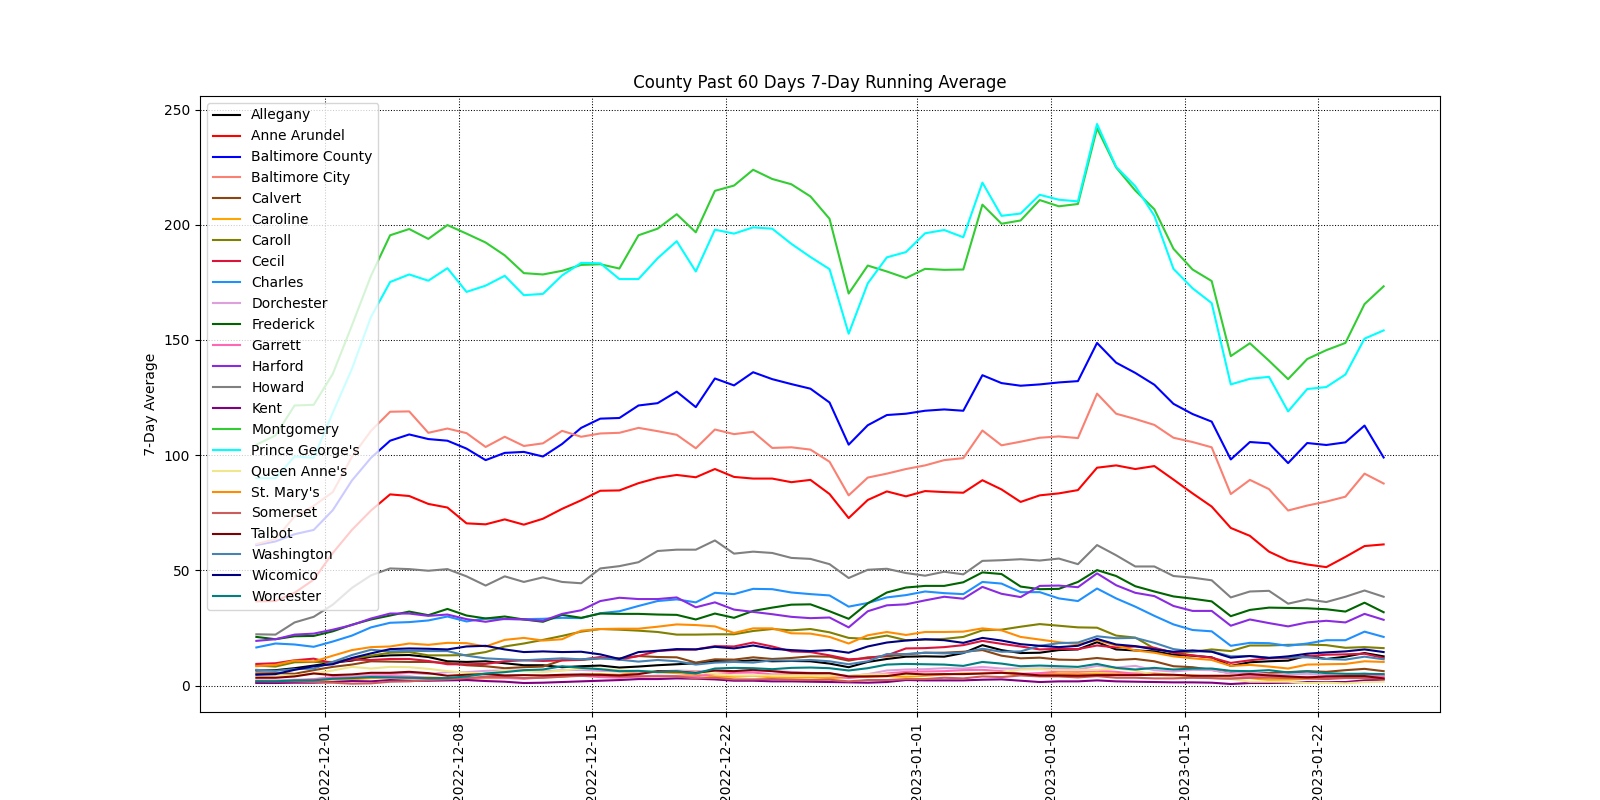 County Past 60 Days 7-Day Running Average
250
200
150
100
50
0
7-Day Average
Allegany
Anne Arundel
Baltimore County
Baltimore City
Calvert
Caroline
Caroll
Cecil
Charles
Dorchester
Frederick
Garrett
Harford
Howard
Kent
Montgomery
Prince George's
Queen Anne's
St. Mary's
Somerset
Talbot
Washington
Wicomico
Worcester
2022-12-01
2022-12-08
2022-12-15
2022-12-22
2023-01-01
2023-01-08
2023-01-15
2023-01-22